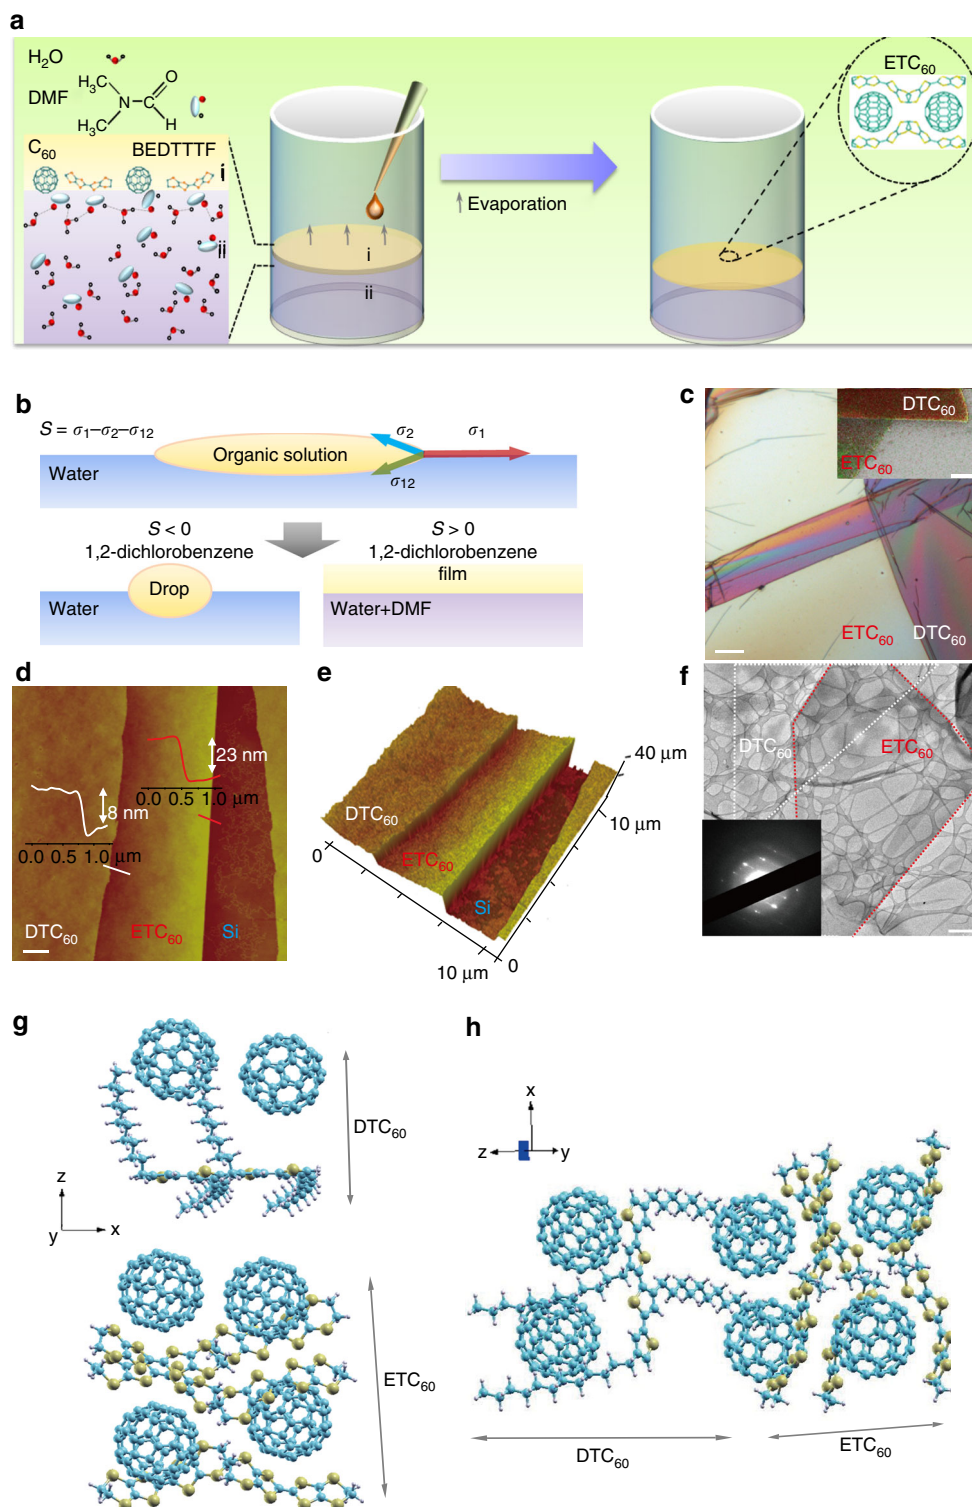 a
H₂O
DMF
H₃C
O
N
C
H₃C
H
C₆₀
BEDTTTF
i
ii
i
ii
Evaporation
ETC₆₀
b
S = σ₁–σ₂–σ₁₂
σ₂
σ₁
Organic solution
Water
σ₁₂
S < 0
1,2-dichlorobenzene
S > 0
1,2-dichlorobenzene
film
Drop
Water
Water+DMF
c
DTC₆₀
ETC₆₀
ETC₆₀
DTC₆₀
d
23 nm
0.0 0.5 1.0 μm
8 nm
0.0 0.5 1.0 μm
DTC₆₀
ETC₆₀
Si
e
40 μm
10 μm
DTC₆₀
0
ETC₆₀
Si
10 μm
0
f
DTC₆₀
ETC₆₀
g
DTC₆₀
z
y
x
ETC₆₀
h
x
z
y
DTC₆₀
ETC₆₀